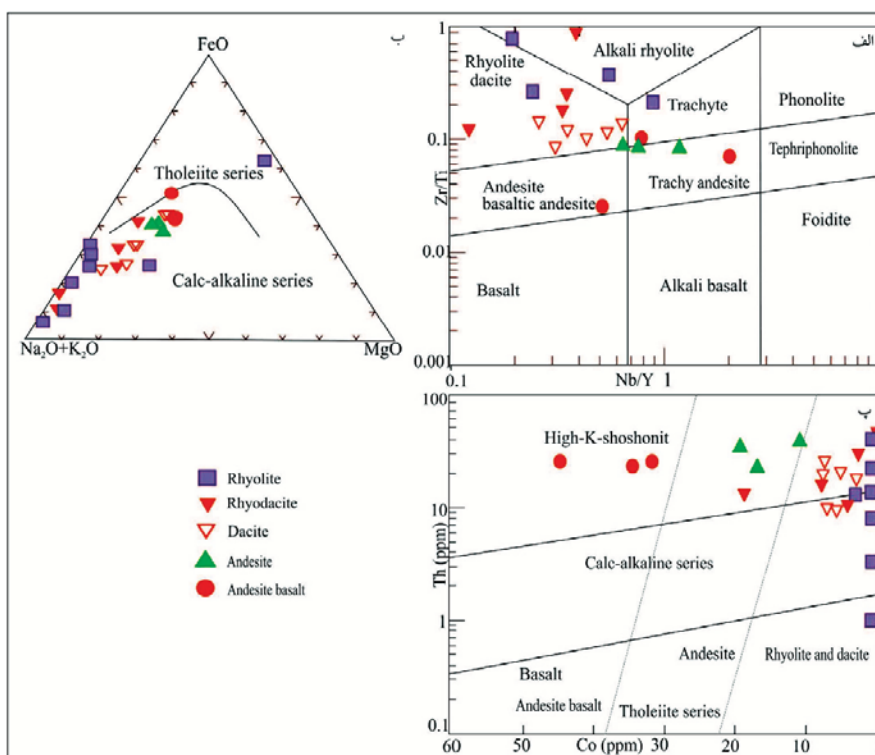 ب
FeO
Tholeiite series
Calc-alkaline series
Na₂O+K₂O
MgO
Rhyolite
Rhyodacite
Dacite
Andesite
Andesite basalt
الف
1
0.1
0.01
0.001
Zr/Ti
Rhyolite
dacite
Alkali rhyolite
Trachyte
Phonolite
Tephriphonolite
Andesite
basaltic andesite
Trachy andesite
Foidite
Basalt
Alkali basalt
0.1
Nb/Y
1
پ
100
10
1
0.1
Th (ppm)
High-K-shoshonit
Calc-alkaline series
Andesite
Rhyolite and dacite
Basalt
Andesite basalt
Tholeiite series
60
50
Co (ppm)
30
20
10